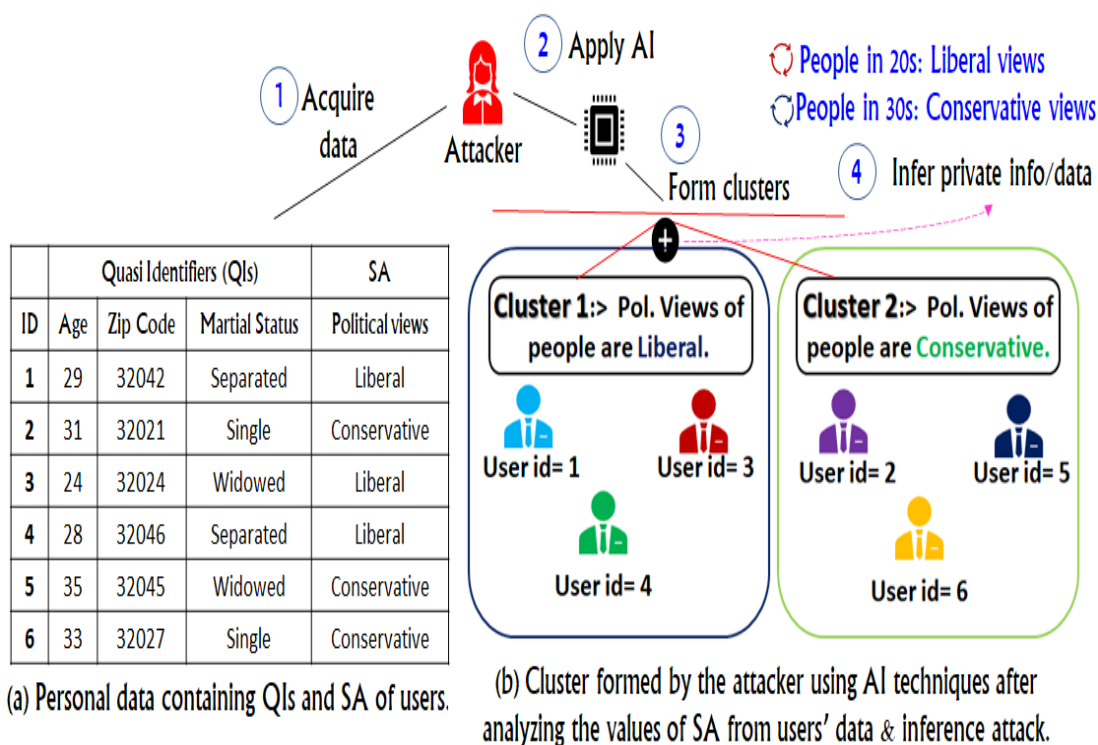 1 Acquire data
Attacker
2 Apply AI
3
Form clusters
People in 20s: Liberal views
People in 30s: Conservative views
4 Infer private info/data
Quasi Identifiers (QIs) SA
ID Age Zip Code Martial Status Political views
1 29 32042 Separated Liberal
2 31 32021 Single Conservative
3 24 32024 Widowed Liberal
4 28 32046 Separated Liberal
5 35 32045 Widowed Conservative
6 33 32027 Single Conservative
(a) Personal data containing QIs and SA of users.
+
Cluster 1:> Pol. Views of
people are Liberal.
User id= 1
User id= 3
User id= 4
Cluster 2:> Pol. Views of
people are Conservative.
User id= 2
User id= 5
User id= 6
(b) Cluster formed by the attacker using AI techniques after
analyzing the values of SA from users' data & inference attack.